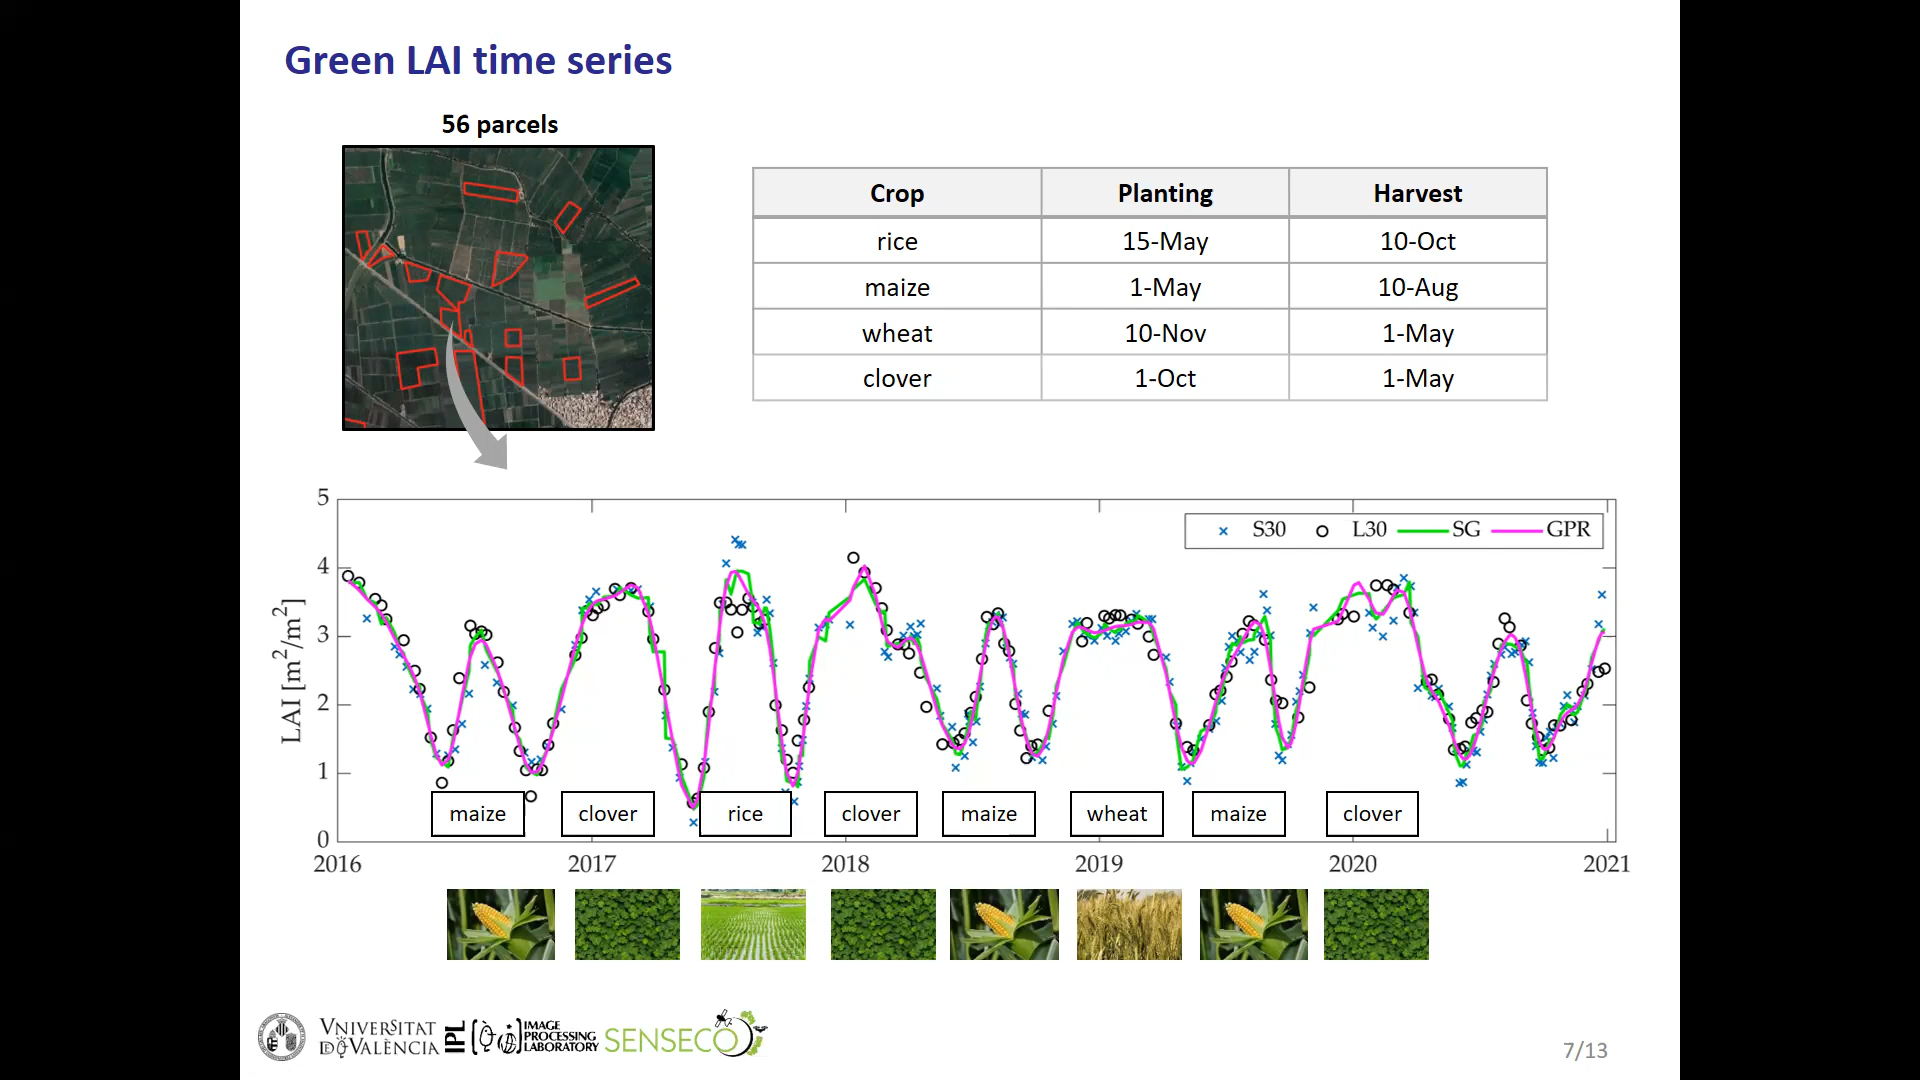 Green LAI time series
56 parcels
Crop Planting Harvest
rice 15-May 10-Oct
maize 1-May 10-Aug
wheat 10-Nov 1-May
clover 1-Oct 1-May
S30 L30 SG GPR
LAI [m²/m²]
5
4
3
2
1
0
maize clover rice clover maize wheat maize clover
2016 2017 2018 2019 2020 2021
VNIVERSITAT
DE VALÈNCIA
IPL
IMAGE
PROCESSING
LABORATORY
SENSECO
7/13